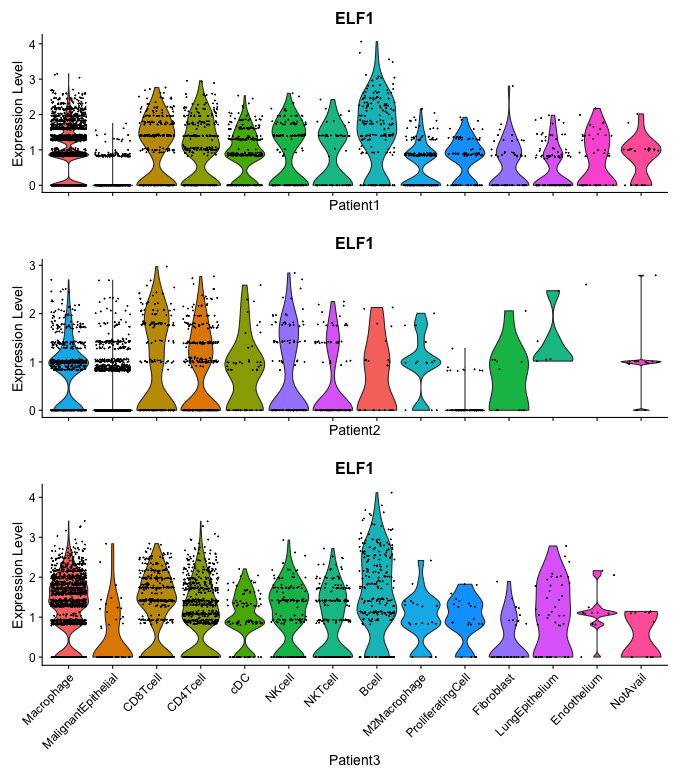 ELF1
Expression Level
4
3
2
1
0
Patient1
ELF1
Expression Level
3
2
1
0
Patient2
ELF1
Expression Level
4
3
2
1
0
Macrophage
MalignantEpithelial
CD8Tcell
CD4Tcell
cDC
NKcell
NKTcell
Bcell
M2Macrophage
ProliferatingCell
Fibroblast
LungEpithelium
Endothelium
NotAvail
Patient3